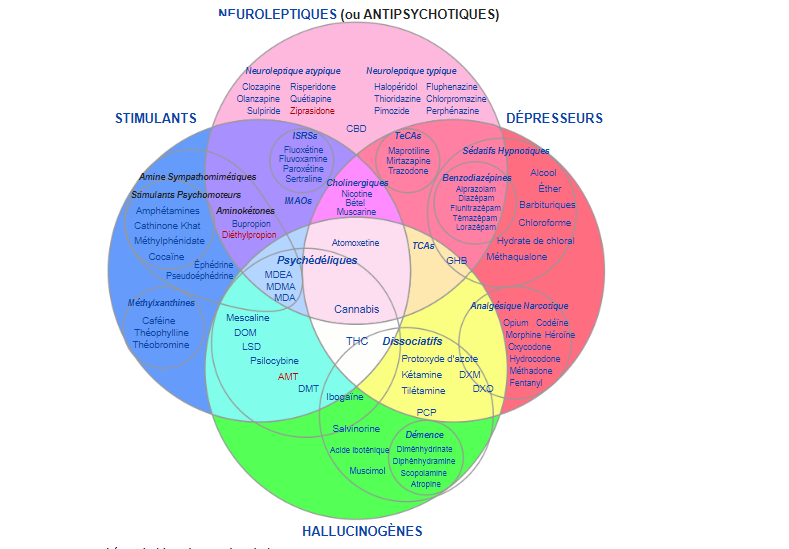 NEUROLEPTIQUES (ou ANTIPSYCHOTIQUES)
Neuroleptique atypique
Neuroleptique typique
Clozapine Risperidone
Olanzapine Quétiapine
Sulpiride Ziprasidone
Halopéridol Fluphenazine
Thioridazine Chlorpromazine
Pimozide Perphénazine
CBD
STIMULANTS
DÉPRESSEURS
ISRSs
Fluoxétine
Fluvoxamine
Paroxétine
Sertraline
IMAOs
TeCAs
Maprotiline
Mirtazapine
Trazodone
Sédatifs Hypnotiques
Benzodiazépines
Alprazolam
Diazépam
Flunitrazépam
Témazépam
Lorazépam
Alcool
Éther
Barbituriques
Chloroforme
Hydrate de chloral
Méthaqualone
Amine Sympathomimétiques
Stimulants Psychomoteurs
Amphétamines
Cathinone Khat
Méthylphénidate
Cocaïne
Éphédrine
Pseudoéphédrine
Aminokétones
Bupropion
Diéthylpropion
Cholinergiques
Nicotine
Bétel
Muscarine
Atomoxetine
TCAs
GHB
Psychédéliques
MDEA
MDMA
MDA
Cannabis
Méthylxanthines
Caféine
Théophylline
Théobromine
Mescaline
DOM
LSD
Psilocybine
AMT
DMT
THC
Dissociatifs
Protoxyde d'azote
Kétamine DXM
Tilétamine DXO
Analgésique Narcotique
Opium Codéïne
Morphine Héroïne
Oxycodone
Hydrocodone
Méthadone
Fentanyl
Ibogaïne
PCP
Salvinorine
Acide iboténique
Muscimol
Démence
Diménhydrinate
Diphénhydramine
Scopolamine
Atropine
HALLUCINOGÈNES